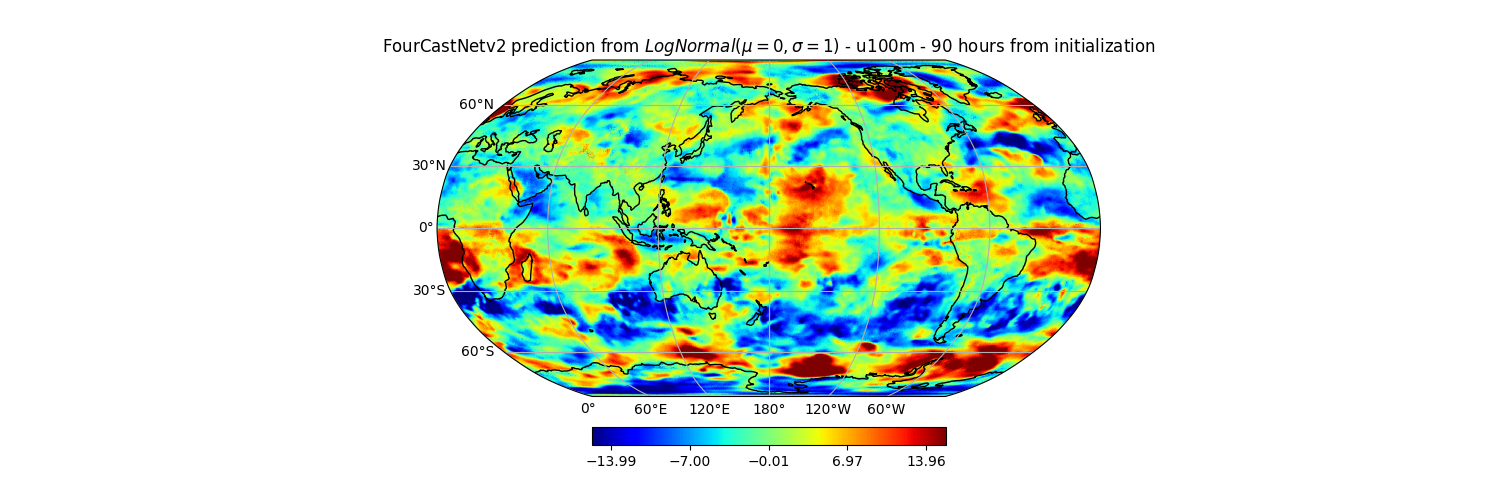 FourCastNetv2 prediction from LogNormal(μ = 0, σ = 1) - u100m - 90 hours from initialization
60°N
30°N
0°
30°S
60°S
0° 60°E 120°E 180° 120°W 60°W
−13.99 −7.00 −0.01 6.97 13.96